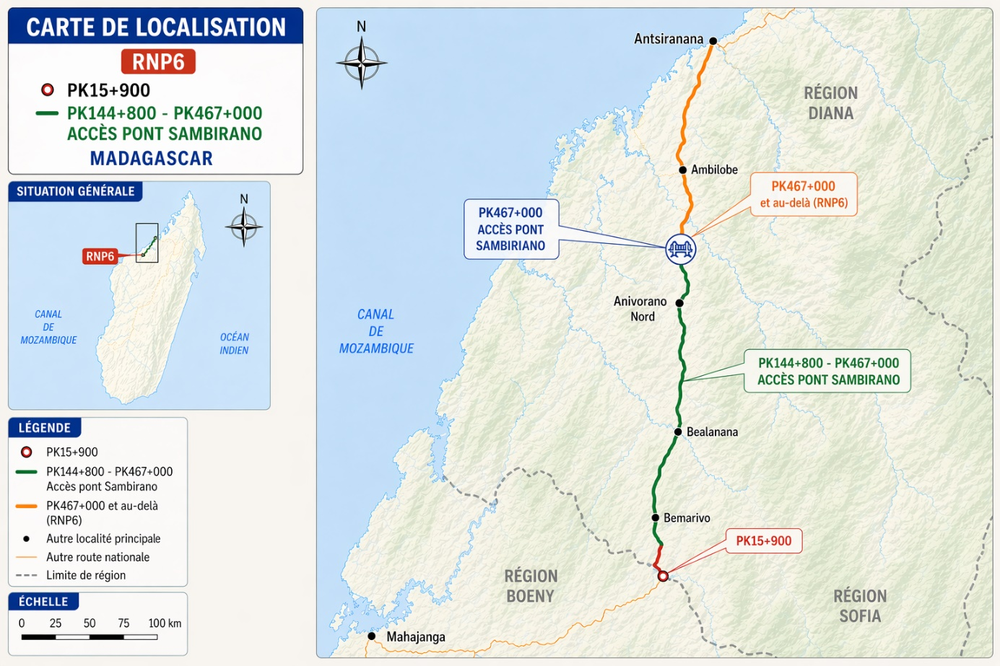 CARTE DE LOCALISATION
RNP6
PK15+900
PK144+800 - PK467+000
ACCÈS PONT SAMBIRANO
MADAGASCAR
SITUATION GÉNÉRALE
N
RNP6
CANAL
DE
MOZAMBIQUE
OCÉAN
INDIEN
LÉGENDE
PK15+900
PK144+800 - PK467+000
Accès pont Sambirano
PK467+000 et au-delà
(RNP6)
Autre localité principale
Autre route nationale
Limite de région
ÉCHELLE
0 25 50 75 100 km
N
Antsiranana
RÉGION
DIANA
Ambilobe
PK467+000
et au-delà (RNP6)
PK467+000
ACCÈS PONT
SAMBIRIANO
Anivorano
Nord
CANAL
DE
MOZAMBIQUE
PK144+800 - PK467+000
ACCÈS PONT SAMBIRANO
Bealanana
Bemarivo
PK15+900
RÉGION
BOENY
RÉGION
SOFIA
Mahajanga